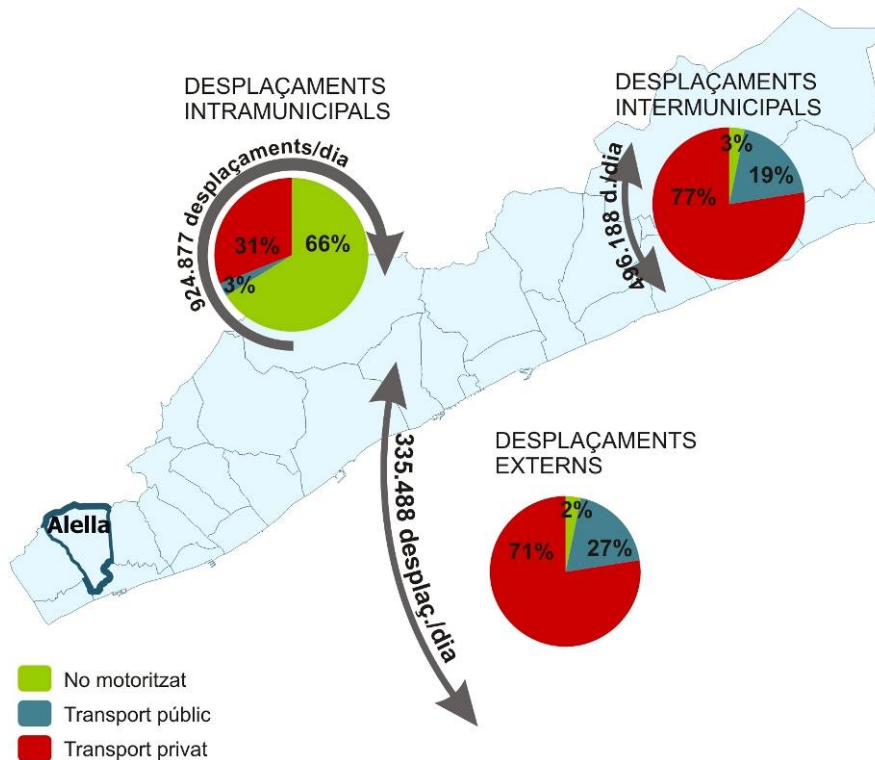 DESPLAÇAMENTS
INTRAMUNICIPALS
924.877 desplaçaments/dia
31%
66%
3%
DESPLAÇAMENTS
INTERMUNICIPALS
496.188 d./dia
3%
19%
77%
335.488 desplaç./dia
DESPLAÇAMENTS
EXTERNS
2%
71%
27%
Alella
No motoritzat
Transport públic
Transport privat